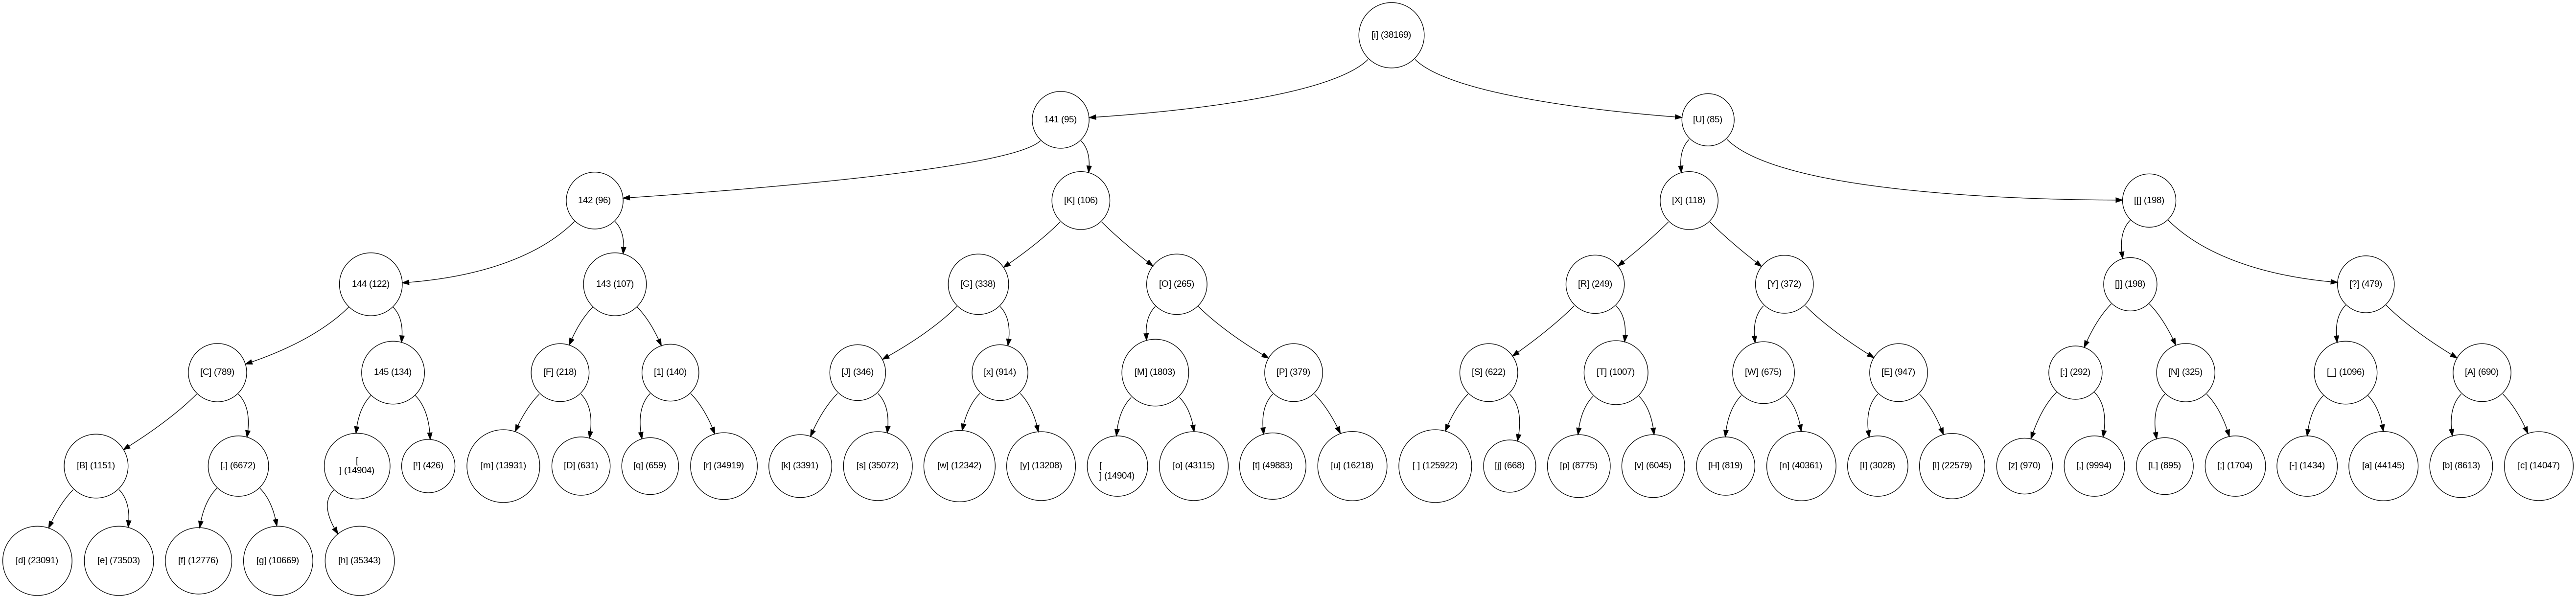 [i] (38169)
141 (95)
[U] (85)
142 (96)
[K] (106)
[X] (118)
[[] (198)
144 (122)
143 (107)
[G] (338)
[O] (265)
[R] (249)
[Y] (372)
[]] (198)
[?] (479)
[C] (789)
145 (134)
[F] (218)
[1] (140)
[J] (346)
[x] (914)
[M] (1803)
[P] (379)
[S] (622)
[T] (1007)
[W] (675)
[E] (947)
[:] (292)
[N] (325)
[_] (1096)
[A] (690)
[B] (1151)
[.] (6672)
[
] (14904)
[!] (426)
[m] (13931)
[D] (631)
[q] (659)
[r] (34919)
[k] (3391)
[s] (35072)
[w] (12342)
[y] (13208)
[
] (14904)
[o] (43115)
[t] (49883)
[u] (16218)
[ ] (125922)
[j] (668)
[p] (8775)
[v] (6045)
[H] (819)
[n] (40361)
[I] (3028)
[l] (22579)
[z] (970)
[,] (9994)
[L] (895)
[;] (1704)
[-] (1434)
[a] (44145)
[b] (8613)
[c] (14047)
[d] (23091)
[e] (73503)
[f] (12776)
[g] (10669)
[h] (35343)